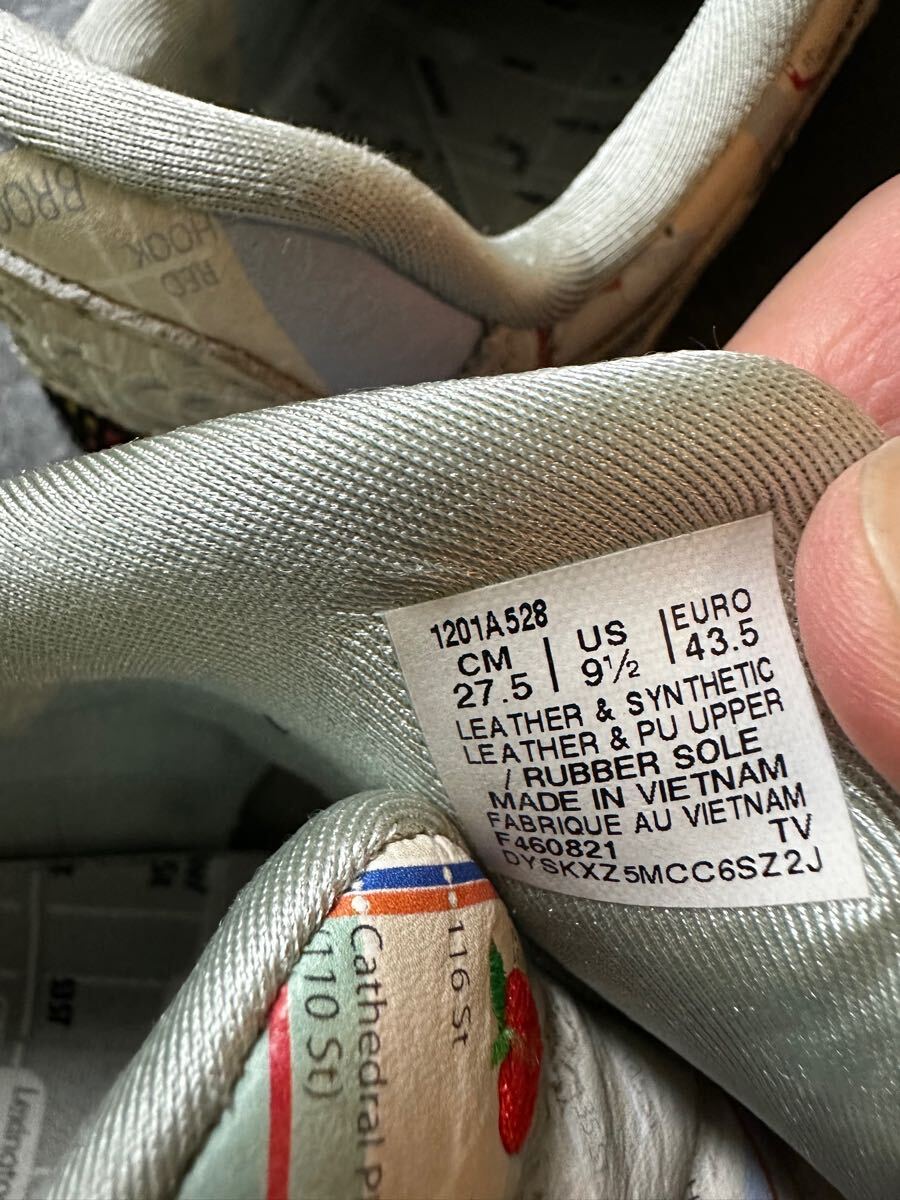 BROO
HOOK
RED
1201A528
CM | US | EURO
27.5 | 9½ | 43.5
LEATHER & SYNTHETIC
LEATHER & PU UPPER
/ RUBBER SOLE
MADE IN VIETNAM
FABRIQUE AU VIETNAM
F460821 TV
DYSKXZ5MCC6SZ2J
116 St
Cathedral P
(110 St)